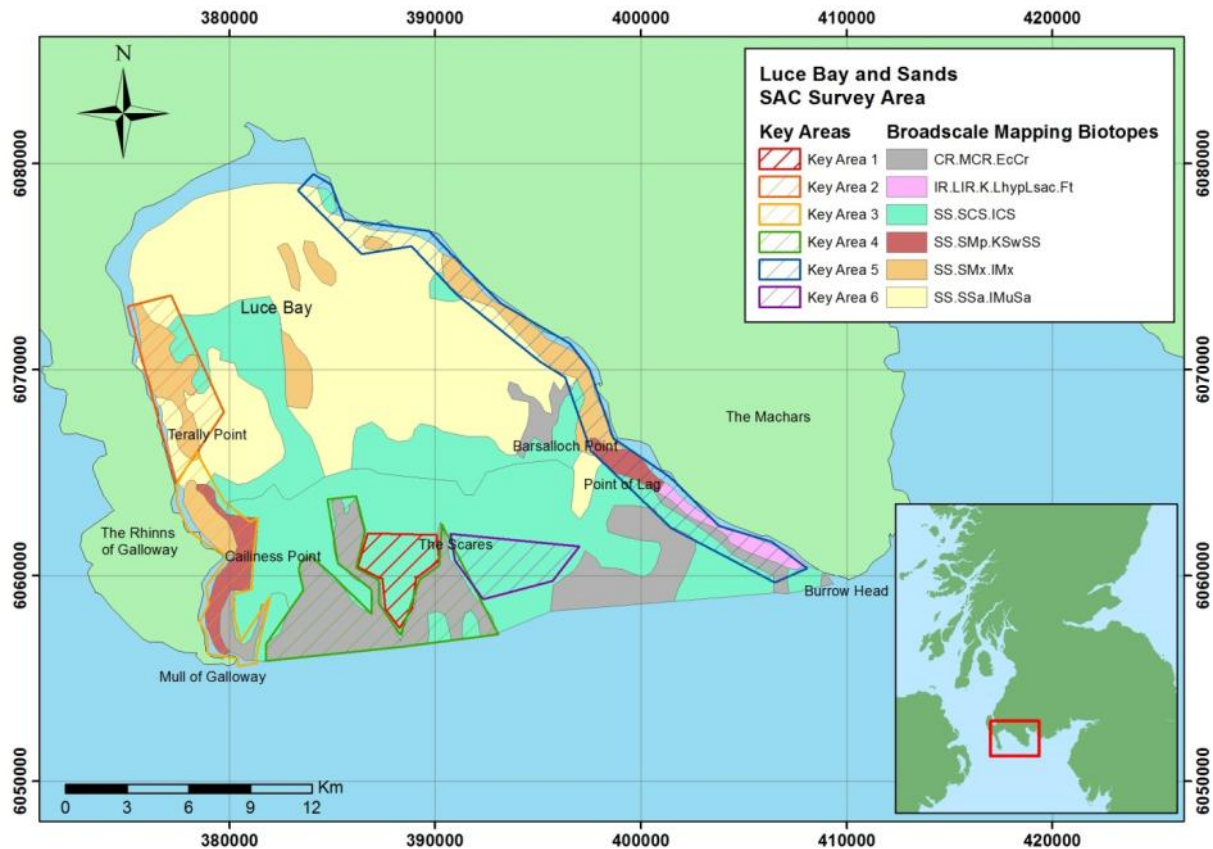 380000 390000 400000 410000 420000
N
Luce Bay and Sands
SAC Survey Area
Key Areas Broadscale Mapping Biotopes
Key Area 1 CR.MCR.EcCr
Key Area 2 IR.LIR.K.LhypLsac.Ft
Key Area 3 SS.SCS.ICS
Key Area 4 SS.SMp.KSwSS
Key Area 5 SS.SMx.IMx
Key Area 6 SS.SSa.IMuSa
6080000 6080000
Luce Bay
6070000 6070000
The Machars
Terally Point
Barsalloch Point
Point of Lag
The Rhinns
of Galloway
Cailiness Point
The Scares
6060000 6060000
Burrow Head
Mull of Galloway
6050000 6050000
Km
0 3 6 9 12
380000 390000 400000 410000 420000